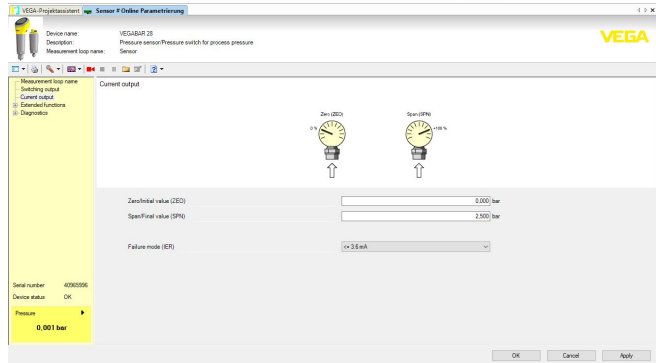 VEGA-Projektassistent
Sensor # Online Parametrierung
Device name: VEGABAR 28
Description: Pressure sensor/Pressure switch for process pressure
Measurement loop name: Sensor
VEGA
Measurement loop name
Switching output
Current output
Extended functions
Diagnostics
Current output
Zero (ZEO)
Span (SPN)
0 %
+100 %
Zero/Initial value (ZEO) 0,000 bar
Span/Final value (SPN) 2,500 bar
Failure mode (IER) <= 3.6 mA
Serial number 40965996
Device status OK
Pressure
0,001 bar
OK Cancel Apply